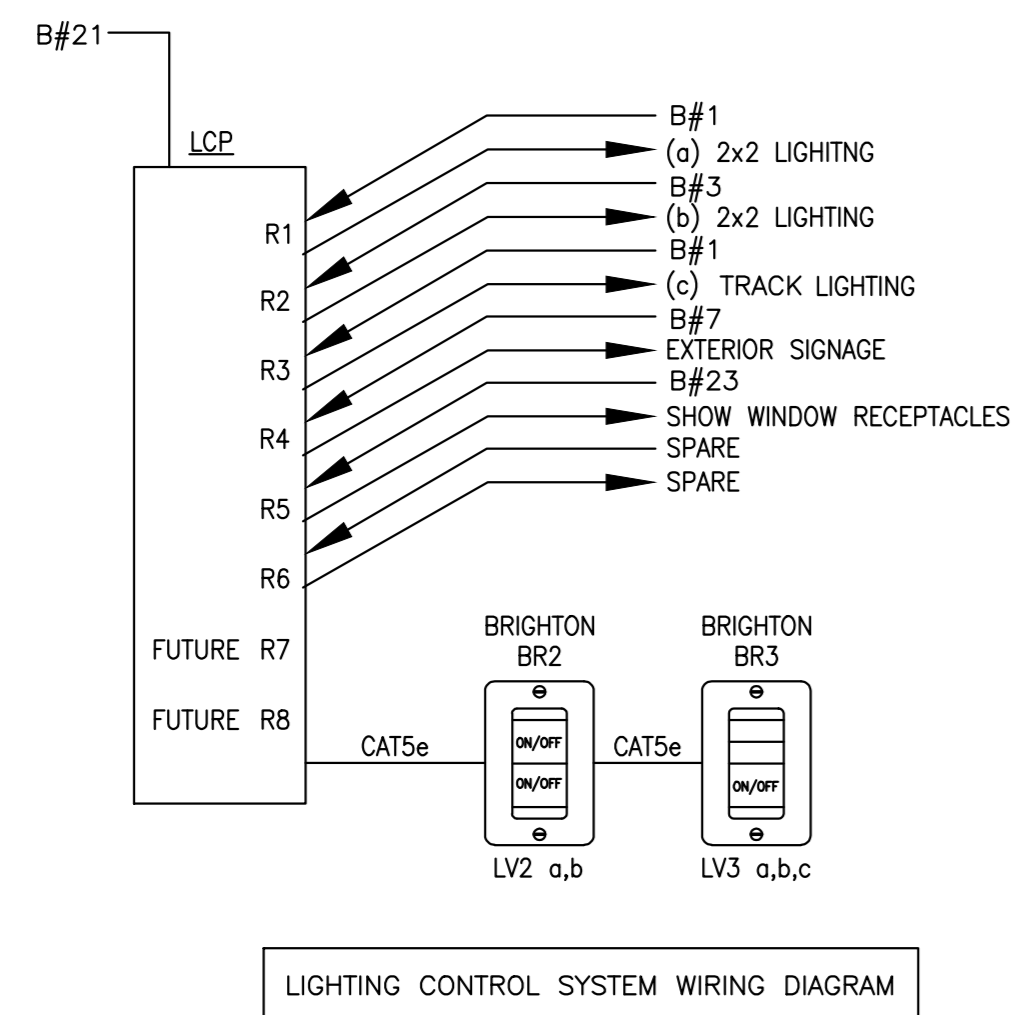 B#21
LCP
B#1
(a) 2x2 LIGHITNG
B#3
(b) 2x2 LIGHTING
B#1
(c) TRACK LIGHTING
B#7
EXTERIOR SIGNAGE
B#23
SHOW WINDOW RECEPTACLES
SPARE
SPARE
R1
R2
R3
R4
R5
R6
FUTURE R7
FUTURE R8
CAT5e
BRIGHTON
BR2
ON/OFF
ON/OFF
LV2 a,b
CAT5e
BRIGHTON
BR3
ON/OFF
LV3 a,b,c
LIGHTING CONTROL SYSTEM WIRING DIAGRAM